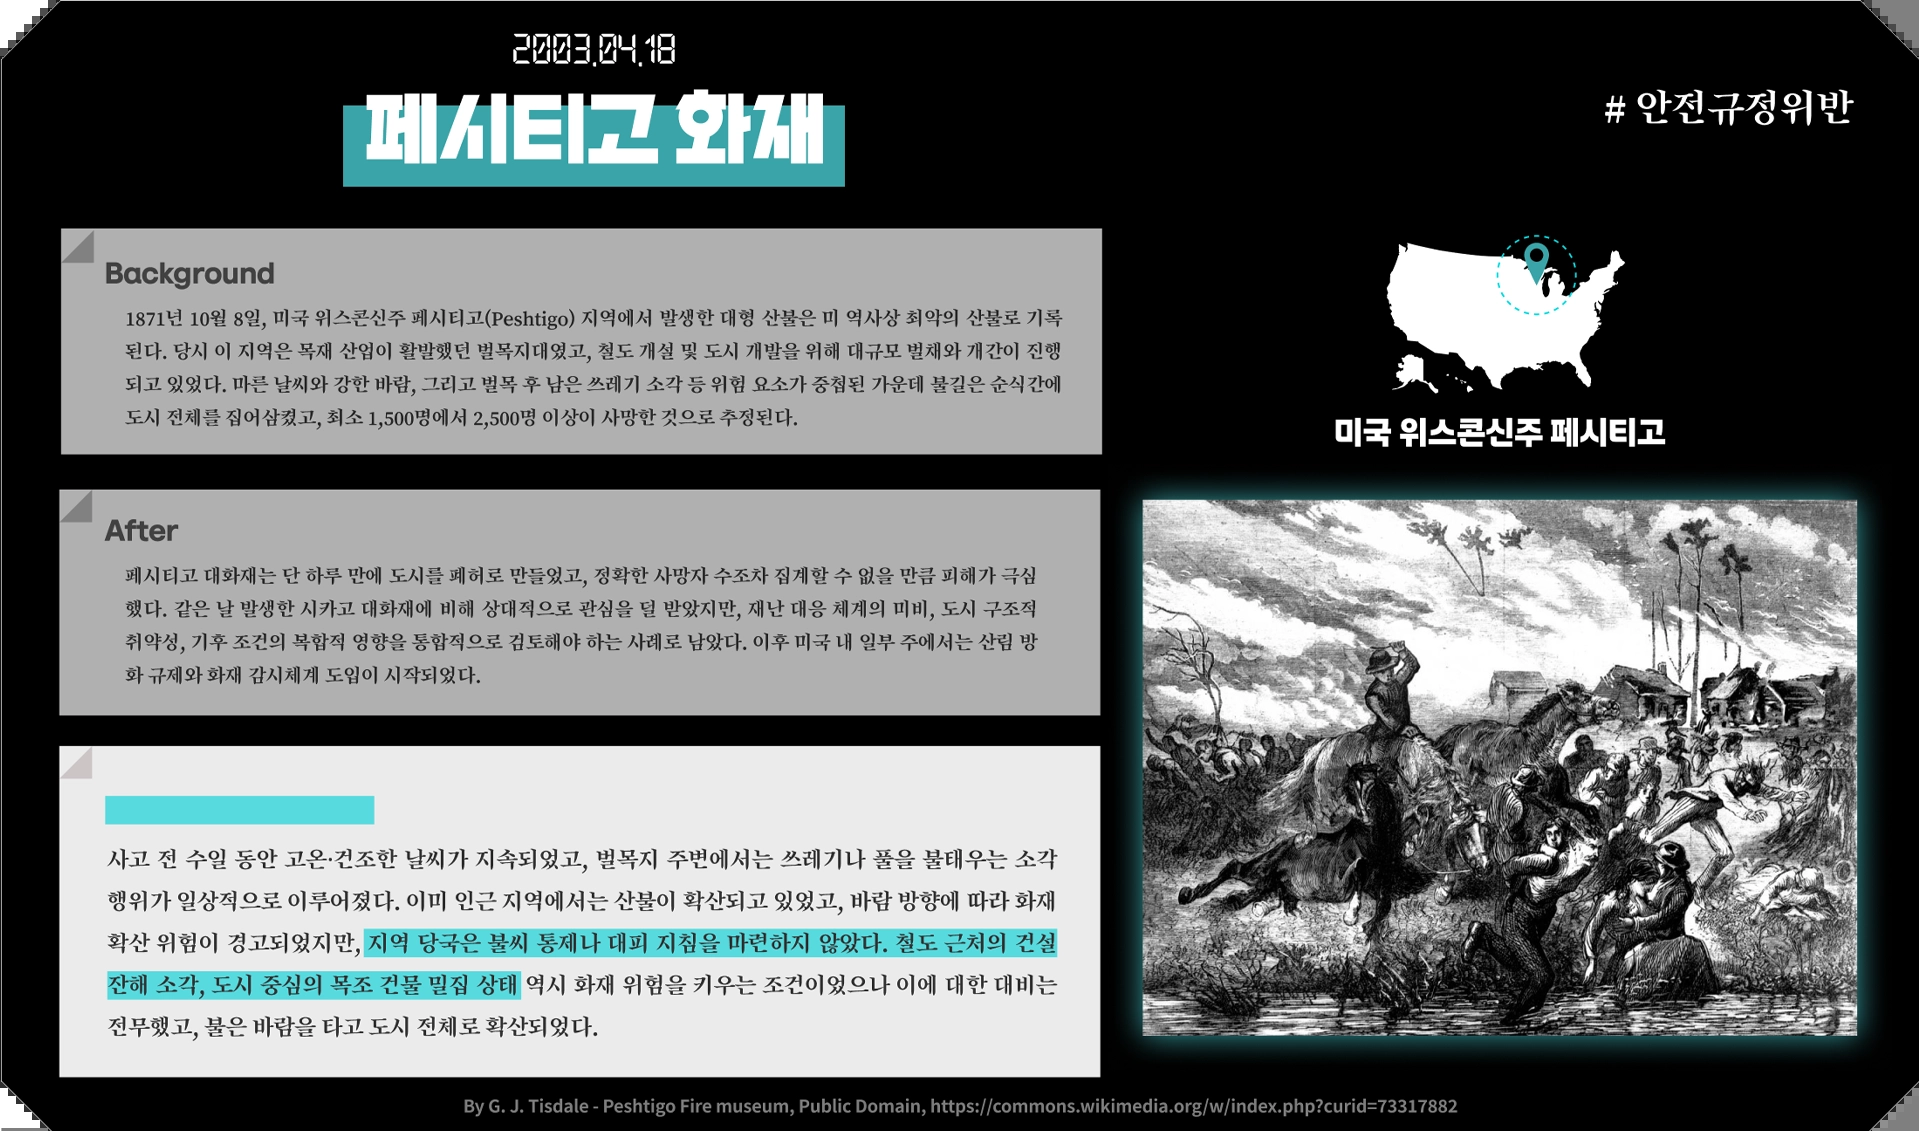 2003.04.18
페시티고 화재
# 안전규정위반
Background
1871년 10월 8일, 미국 위스콘신주 페시티고(Peshtigo) 지역에서 발생한 대형 산불은 미 역사상 최악의 산불로 기록
된다. 당시 이 지역은 목재 산업이 활발했던 벌목지대였고, 철도 개설 및 도시 개발을 위해 대규모 벌채와 개간이 진행
되고 있었다. 마른 날씨와 강한 바람, 그리고 벌목 후 남은 쓰레기 소각 등 위험 요소가 중첩된 가운데 불길은 순식간에
도시 전체를 집어삼켰고, 최소 1,500명에서 2,500명 이상이 사망한 것으로 추정된다.
미국 위스콘신주 페시티고
After
페시티고 대화재는 단 하루 만에 도시를 폐허로 만들었고, 정확한 사망자 수조차 집계할 수 없을 만큼 피해가 극심
했다. 같은 날 발생한 시카고 대화재에 비해 상대적으로 관심을 덜 받았지만, 재난 대응 체계의 미비, 도시 구조적
취약성, 기후 조건의 복합적 영향을 통합적으로 검토해야 하는 사례로 남았다. 이후 미국 내 일부 주에서는 산림 방
화 규제와 화재 감시체계 도입이 시작되었다.
사고 전 수일 동안 고온·건조한 날씨가 지속되었고, 벌목지 주변에서는 쓰레기나 풀을 불태우는 소각
행위가 일상적으로 이루어졌다. 이미 인근 지역에서는 산불이 확산되고 있었고, 바람 방향에 따라 화재
확산 위험이 경고되었지만, 지역 당국은 불씨 통제나 대피 지침을 마련하지 않았다. 철도 근처의 건설
잔해 소각, 도시 중심의 목조 건물 밀집 상태 역시 화재 위험을 키우는 조건이었으나 이에 대한 대비는
전무했고, 불은 바람을 타고 도시 전체로 확산되었다.
By G. J. Tisdale - Peshtigo Fire museum, Public Domain, https://commons.wikimedia.org/w/index.php?curid=73317882